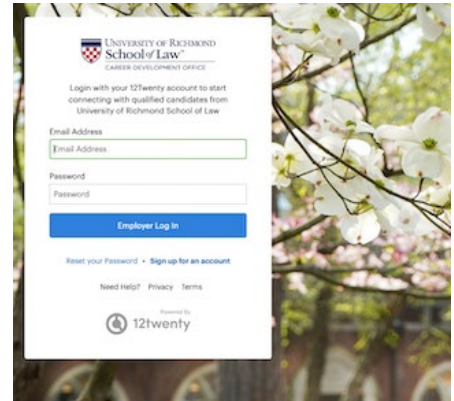 UNIVERSITY OF RICHMOND
School of Law™
CAREER DEVELOPMENT OFFICE
Login with your 12Twenty account to start
connecting with qualified candidates from
University of Richmond School of Law
Email Address
Email Address
Password
Password
Employer Log In
Reset your Password • Sign up for an account
Need Help? Privacy Terms
Powered By
12twenty